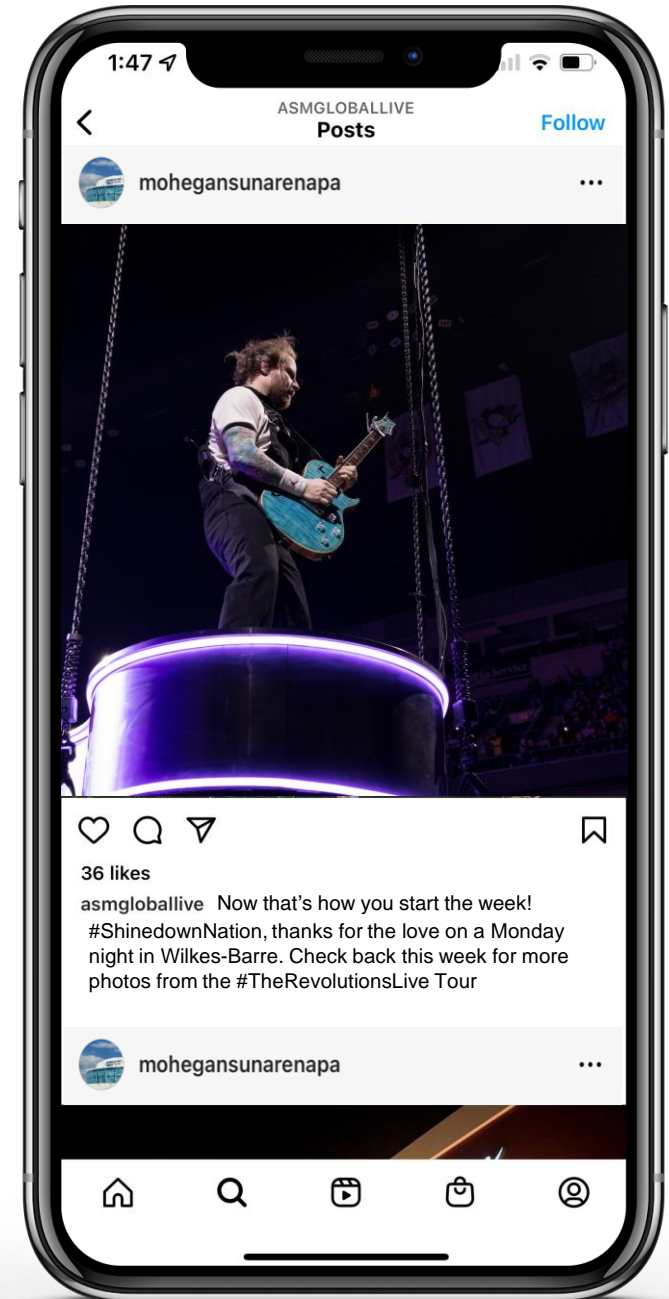 1:47
ASMGLOBALLIVE
Posts
Follow
mohegansunarenapa
36 likes
asmgloballive Now that’s how you start the week!
#ShinedownNation, thanks for the love on a Monday
night in Wilkes-Barre. Check back this week for more
photos from the #TheRevolutionsLive Tour
mohegansunarenapa